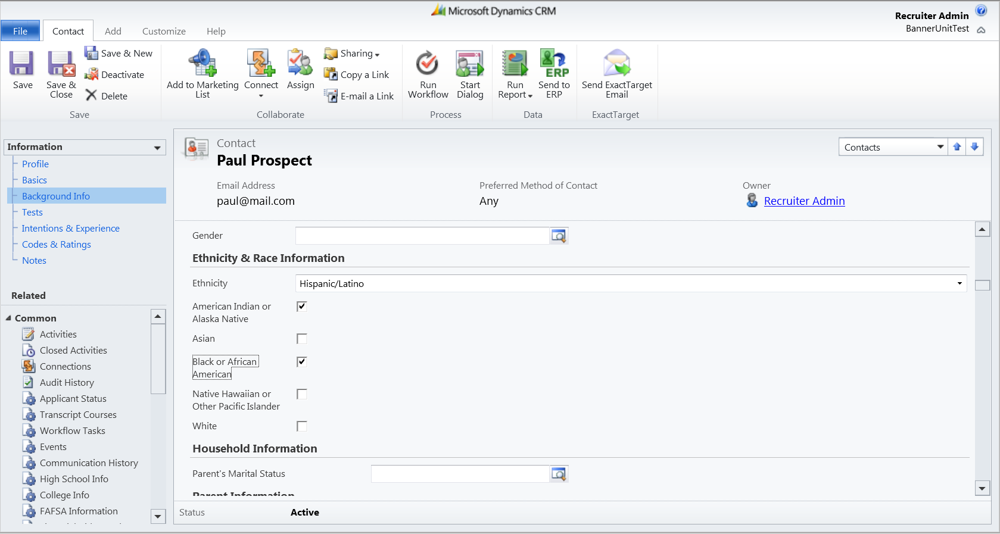 Microsoft Dynamics CRM
Recruiter Admin
BannerUnitTest
File
Contact
Add
Customize
Help
Save
Save &
Close
Save & New
Deactivate
Delete
Save
Add to Marketing
List
Connect
Assign
Sharing
Copy a Link
E-mail a Link
Collaborate
Run
Workflow
Start
Dialog
Process
Run
Report
Send to
ERP
Data
Send ExactTarget
Email
ExactTarget
Information
Profile
Basics
Background Info
Tests
Intentions & Experience
Codes & Ratings
Notes
Related
Common
Activities
Closed Activities
Connections
Audit History
Applicant Status
Transcript Courses
Workflow Tasks
Events
Communication History
High School Info
College Info
FAFSA Information
Contact
Paul Prospect
Contacts
Email Address
paul@mail.com
Preferred Method of Contact
Any
Owner
Recruiter Admin
Gender
Ethnicity & Race Information
Ethnicity
Hispanic/Latino
American Indian or
Alaska Native
Asian
Black or African
American
Native Hawaiian or
Other Pacific Islander
White
Household Information
Parent's Marital Status
Parent Information
Status
Active